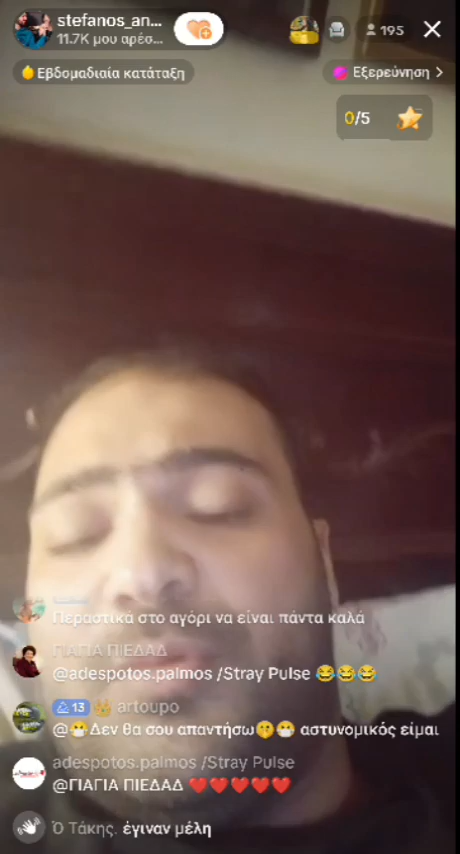 stefanos_an...
11.7K μου αρέσ...
195
Εβδομαδιαία κατάταξη
Εξερεύνηση >
0/5
Περαστικά στο αγόρι να είναι πάντα καλά
ΓΙΑΓΙΑ ΠΙΕΔΑΔ
@adespotos.palmos /Stray Pulse 😂😂😂
13 👑 artoupo
@😷Δεν θα σου απαντήσω🤫😷 αστυνομικός είμαι
adespotos.palmos /Stray Pulse
@ΓΙΑΓΙΑ ΠΙΕΔΑΔ ❤️❤️❤️❤️❤️
Ό Τάκης. έγιναν μέλη